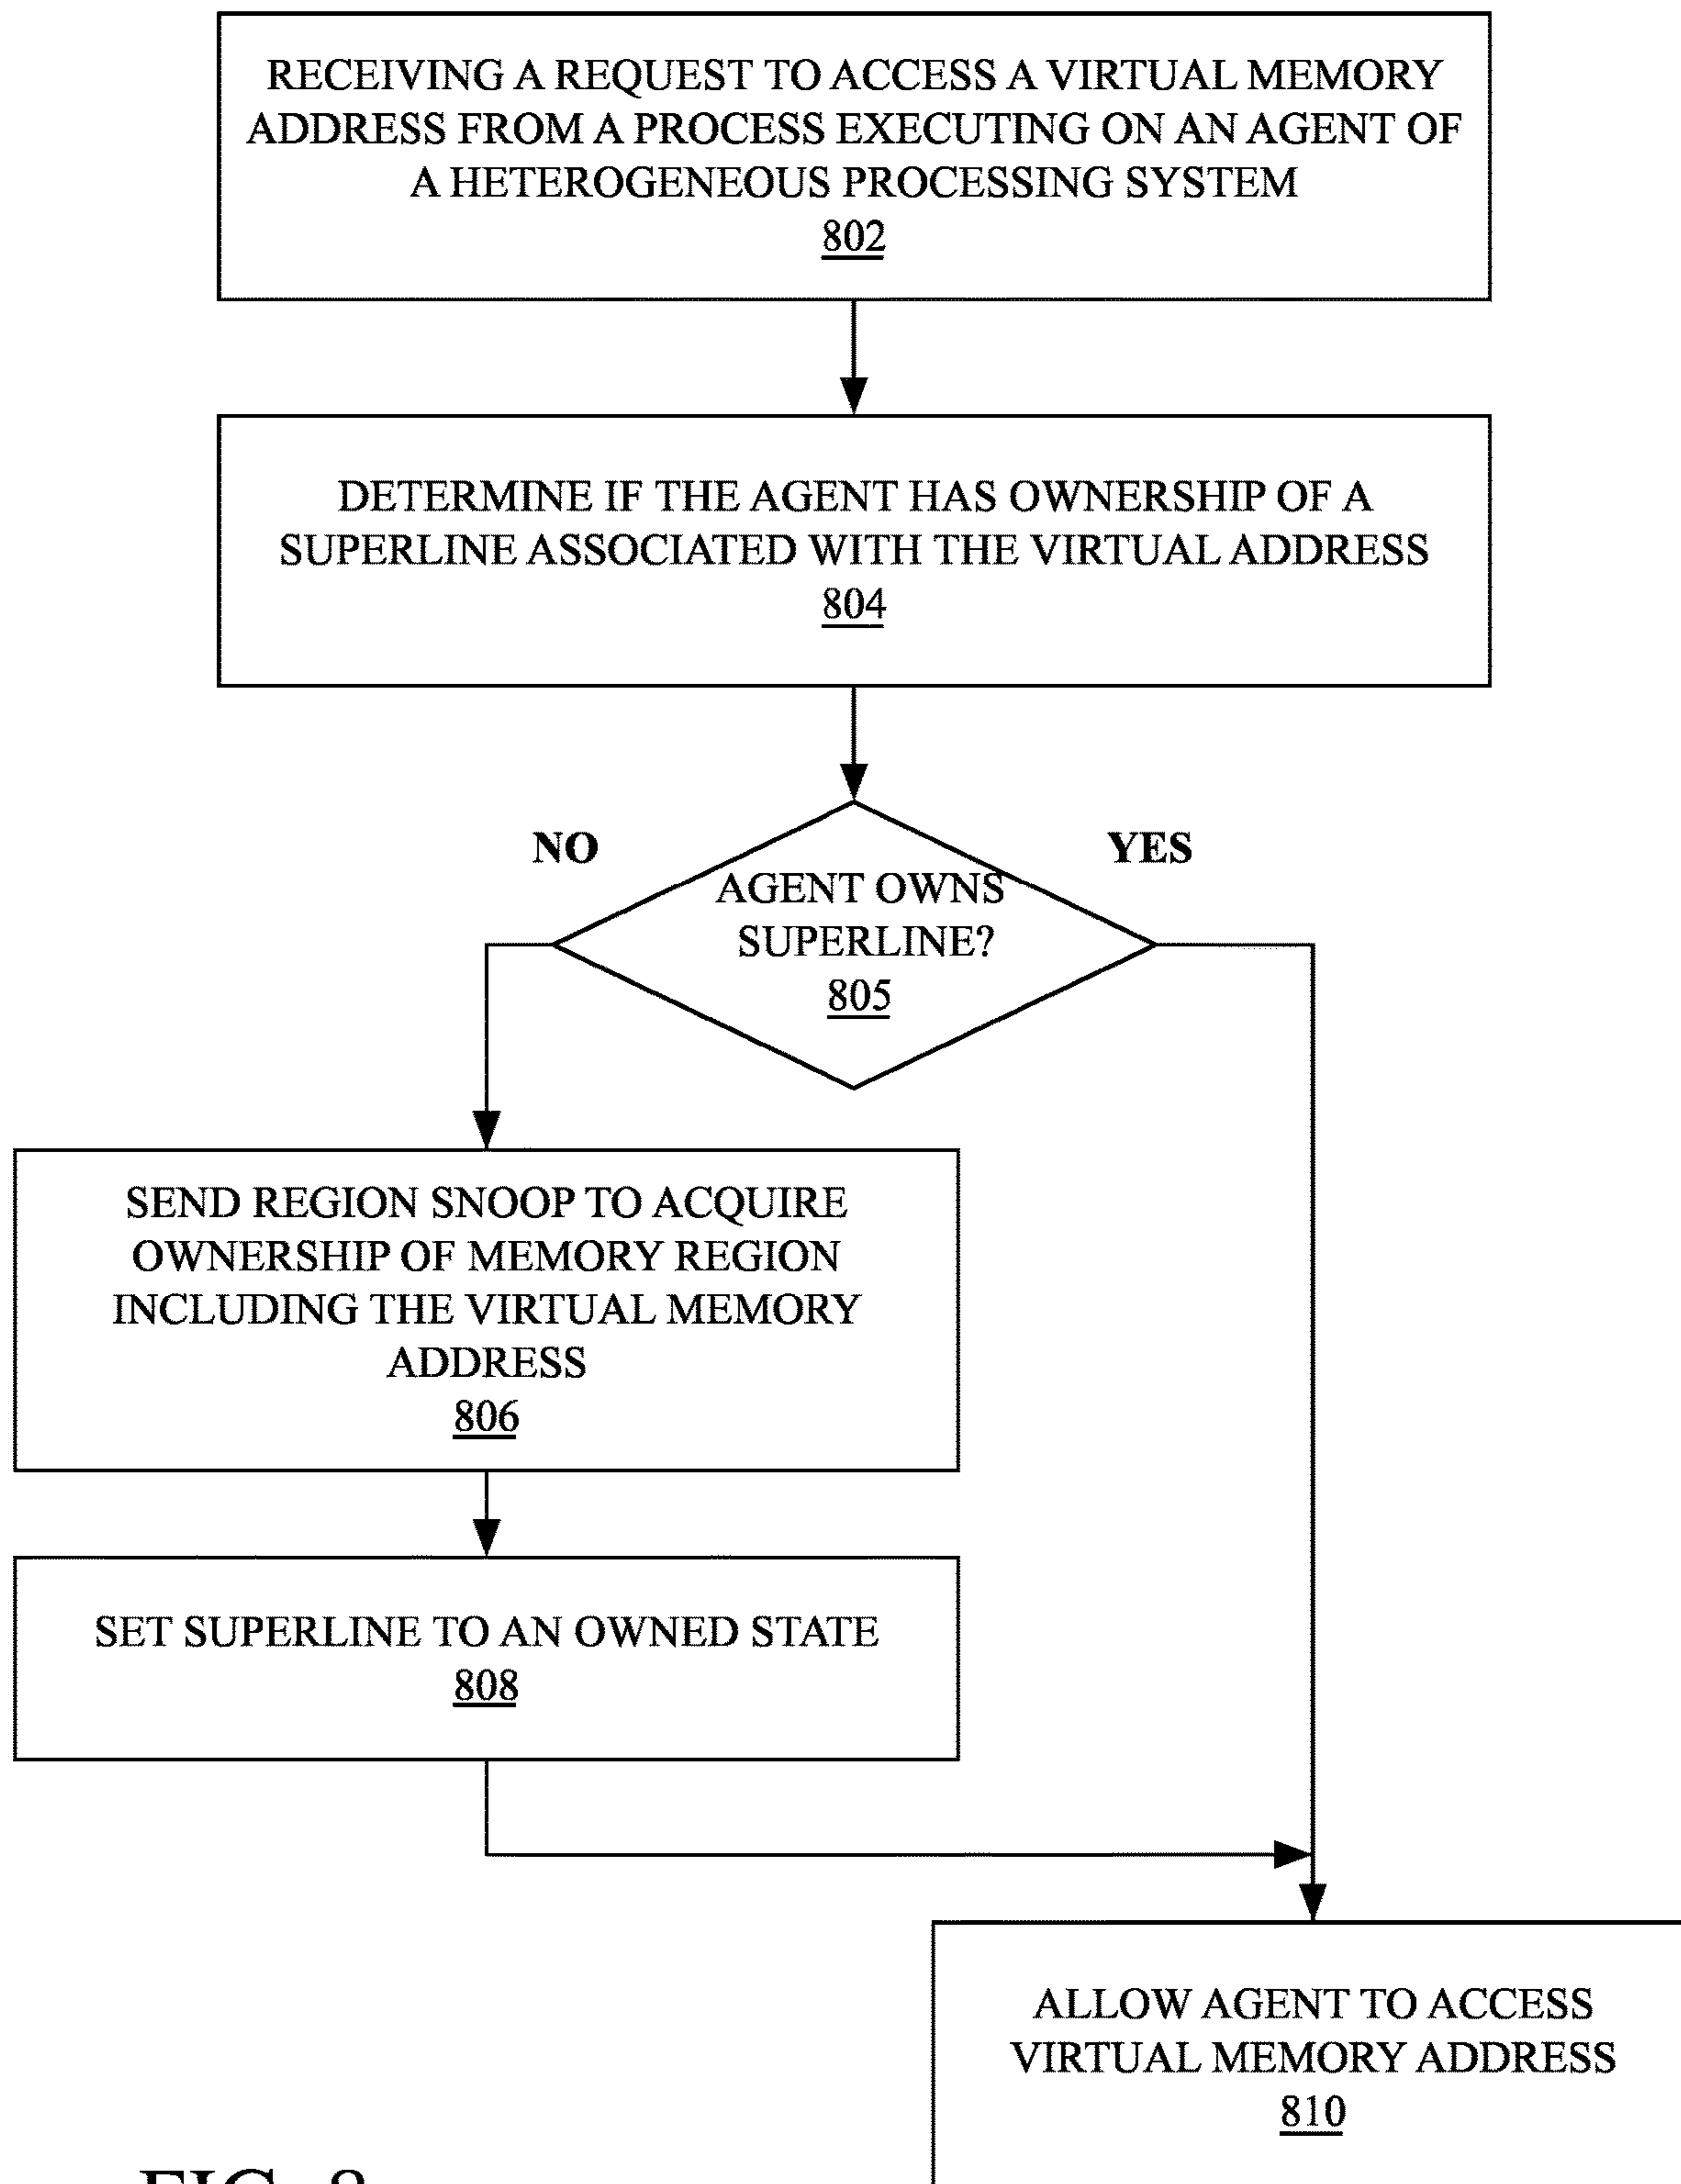 RECEIVING A REQUEST TO ACCESS A VIRTUAL MEMORY
ADDRESS FROM A PROCESS EXECUTING ON AN AGENT OF
A HETEROGENEOUS PROCESSING SYSTEM
802
DETERMINE IF THE AGENT HAS OWNERSHIP OF A
SUPERLINE ASSOCIATED WITH THE VIRTUAL ADDRESS
804
NO
YES
AGENT OWNS
SUPERLINE?
805
SEND REGION SNOOP TO ACQUIRE
OWNERSHIP OF MEMORY REGION
INCLUDING THE VIRTUAL MEMORY
ADDRESS
806
SET SUPERLINE TO AN OWNED STATE
808
ALLOW AGENT TO ACCESS
VIRTUAL MEMORY ADDRESS
810
FIG. 8